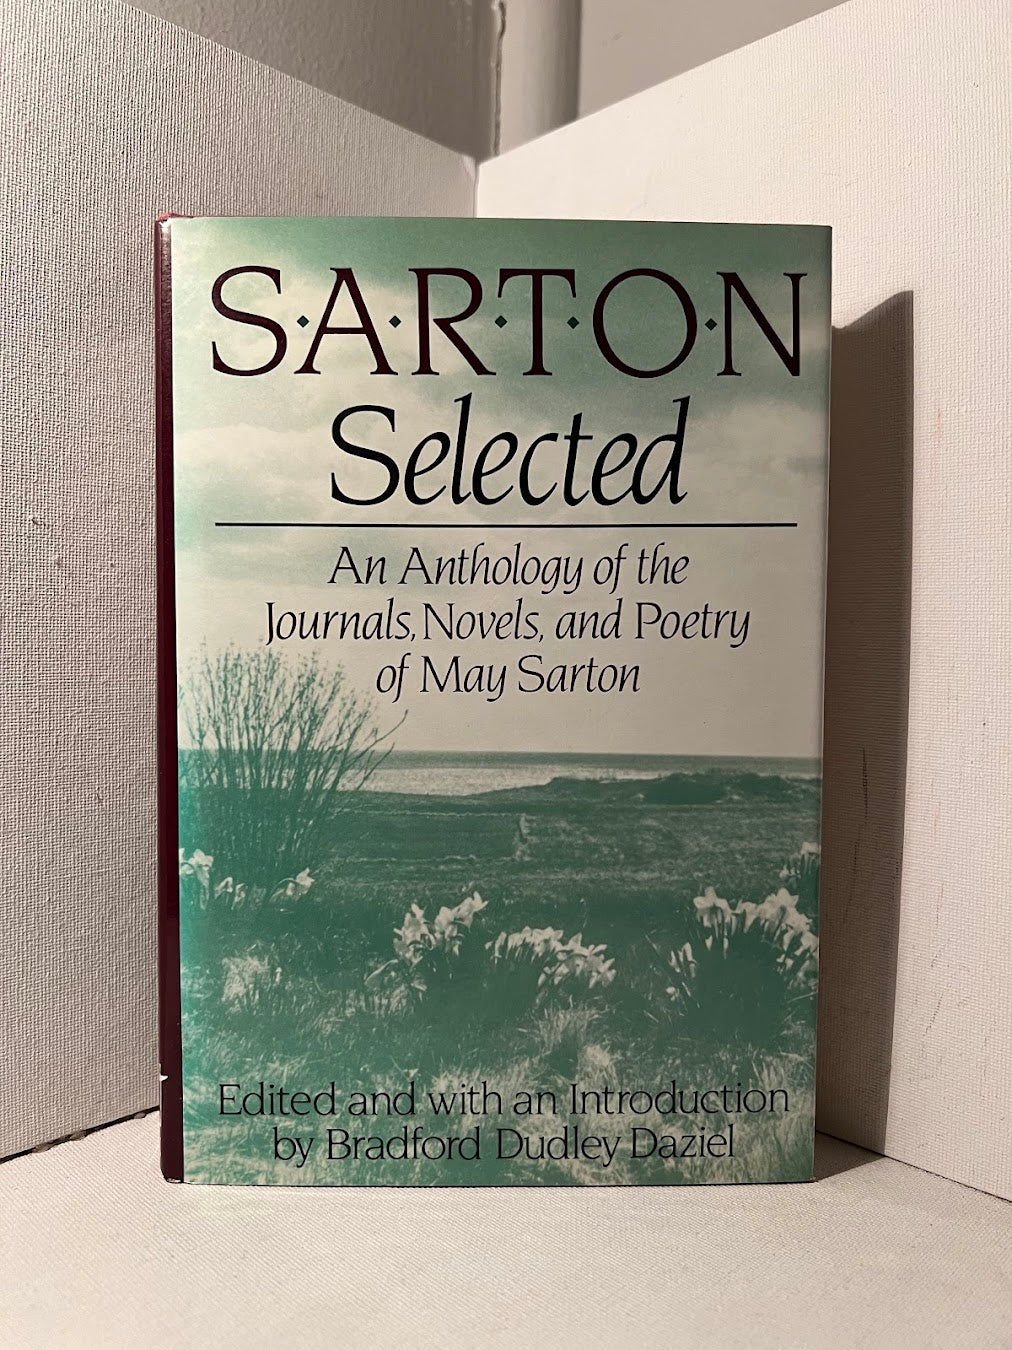 S·A·R·T·O·N
Selected
An Anthology of the
Journals, Novels, and Poetry
of May Sarton
Edited and with an Introduction
by Bradford Dudley Daziel